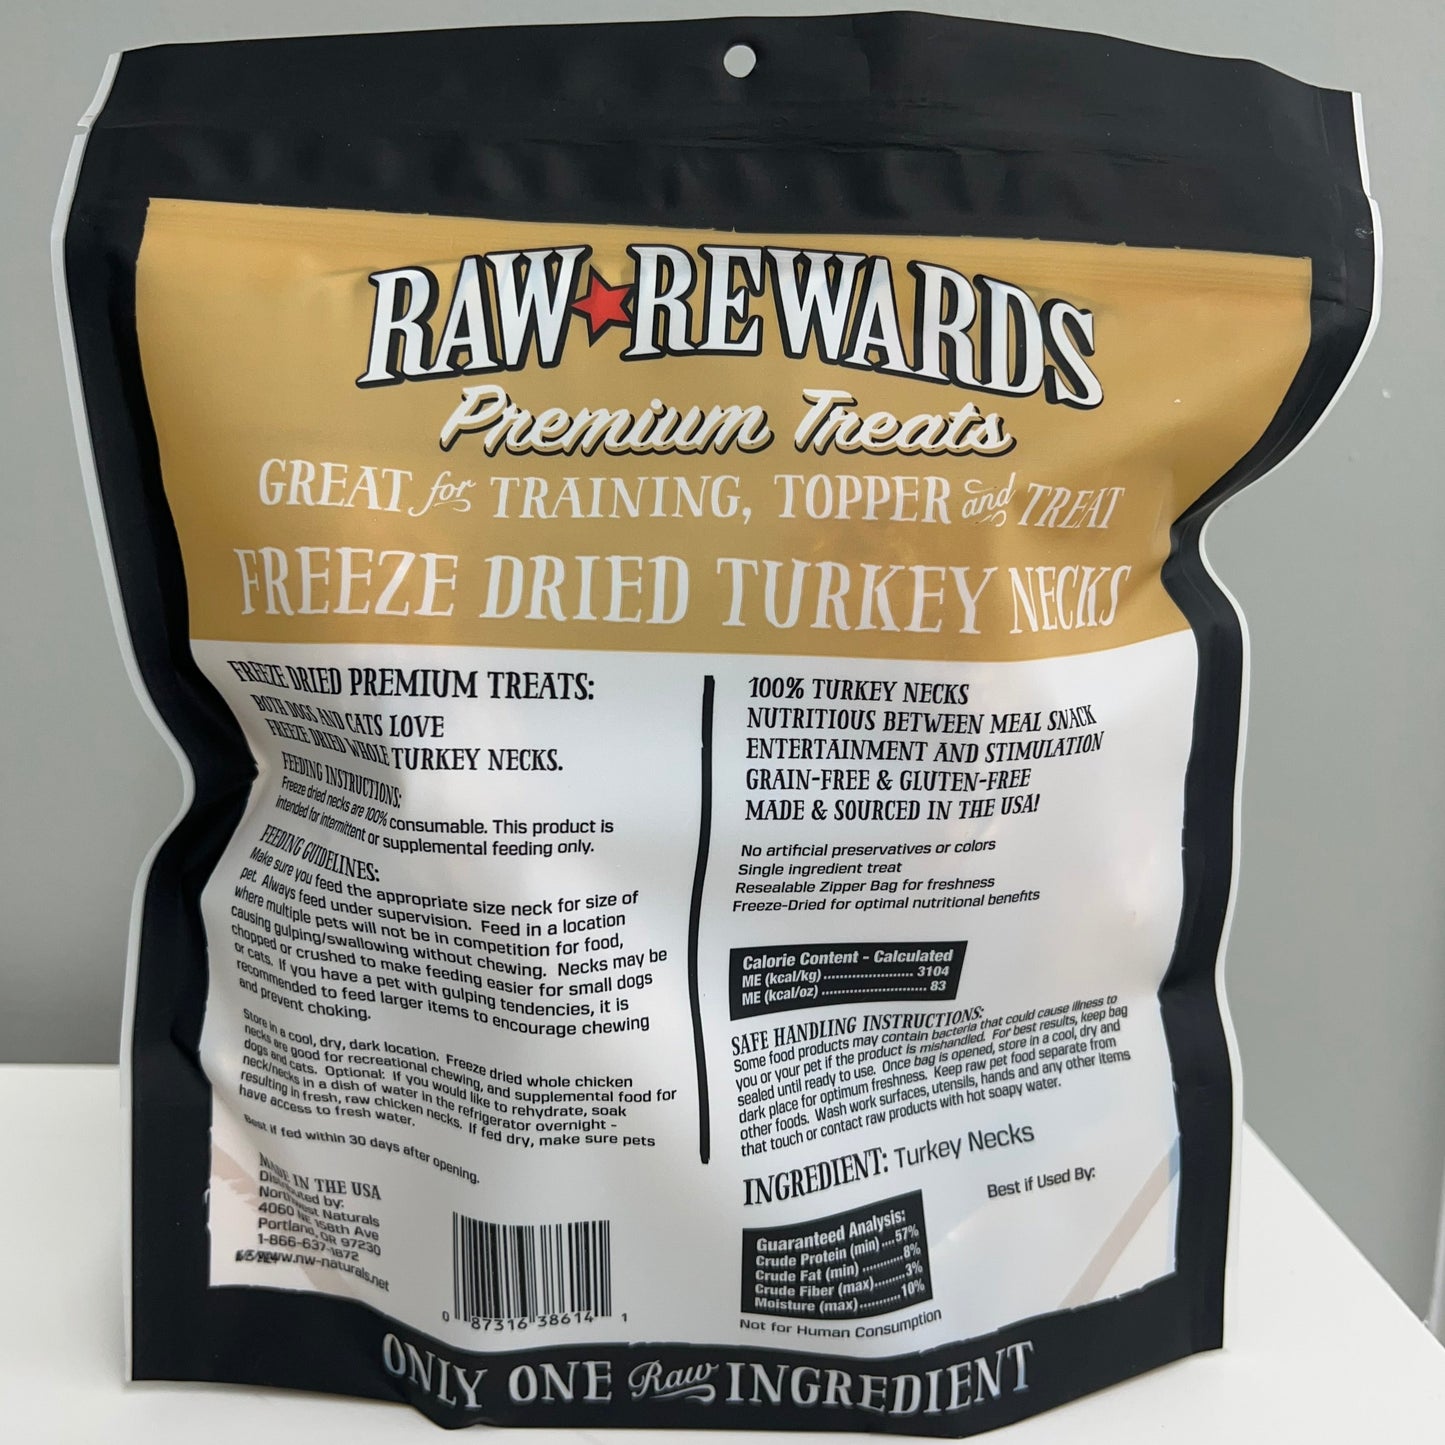 RAW REWARDS
Premium Treats
GREAT for TRAINING, TOPPER and TREAT
FREEZE DRIED TURKEY NECKS
FREEZE DRIED PREMIUM TREATS:
BOTH DOGS AND CATS LOVE
FREEZE DRIED WHOLE TURKEY NECKS.
FEEDING INSTRUCTIONS:
Freeze dried necks are 100% consumable. This product is
intended for intermittent or supplemental feeding only.
FEEDING GUIDELINES:
Make sure you feed the appropriate size neck for size of
pet. Always feed under supervision. Feed in a location
where multiple pets will not be in competition for food,
causing gulping/swallowing without chewing. Necks may be
chopped or crushed to make feeding easier for small dogs
or cats. If you have a pet with gulping tendencies, it is
recommended to feed larger items to encourage chewing
and prevent choking.
Store in a cool, dry, dark location. Freeze dried whole chicken
necks are good for recreational chewing, and supplemental food for
dogs and cats. Optional: If you would like to rehydrate, soak
neck/necks in a dish of water in the refrigerator overnight -
resulting in fresh, raw chicken necks. If fed dry, make sure pets
have access to fresh water.
Best if fed within 30 days after opening.
MADE IN THE USA
Distributed by:
Northwest Naturals
4060 NE 158th Ave
Portland, OR 97230
1-866-637-1872
www.nw-naturals.net
0 87316 38614 1
100% TURKEY NECKS
NUTRITIOUS BETWEEN MEAL SNACK
ENTERTAINMENT AND STIMULATION
GRAIN-FREE & GLUTEN-FREE
MADE & SOURCED IN THE USA!
No artificial preservatives or colors
Single ingredient treat
Resealable Zipper Bag for freshness
Freeze-Dried for optimal nutritional benefits
Calorie Content - Calculated
ME (kcal/kg) ...................... 3104
ME (kcal/oz) .......................... 83
SAFE HANDLING INSTRUCTIONS:
Some food products may contain bacteria that could cause illness to
you or your pet if the product is mishandled. For best results, keep bag
sealed until ready to use. Once bag is opened, store in a cool, dry and
dark place for optimum freshness. Keep raw pet food separate from
other foods. Wash work surfaces, utensils, hands and any other items
that touch or contact raw products with hot soapy water.
INGREDIENT: Turkey Necks
Best if Used By:
Guaranteed Analysis:
Crude Protein (min) ....57%
Crude Fat (min) ..........8%
Crude Fiber (max)........3%
Moisture (max)..........10%
Not for Human Consumption
ONLY ONE Raw INGREDIENT